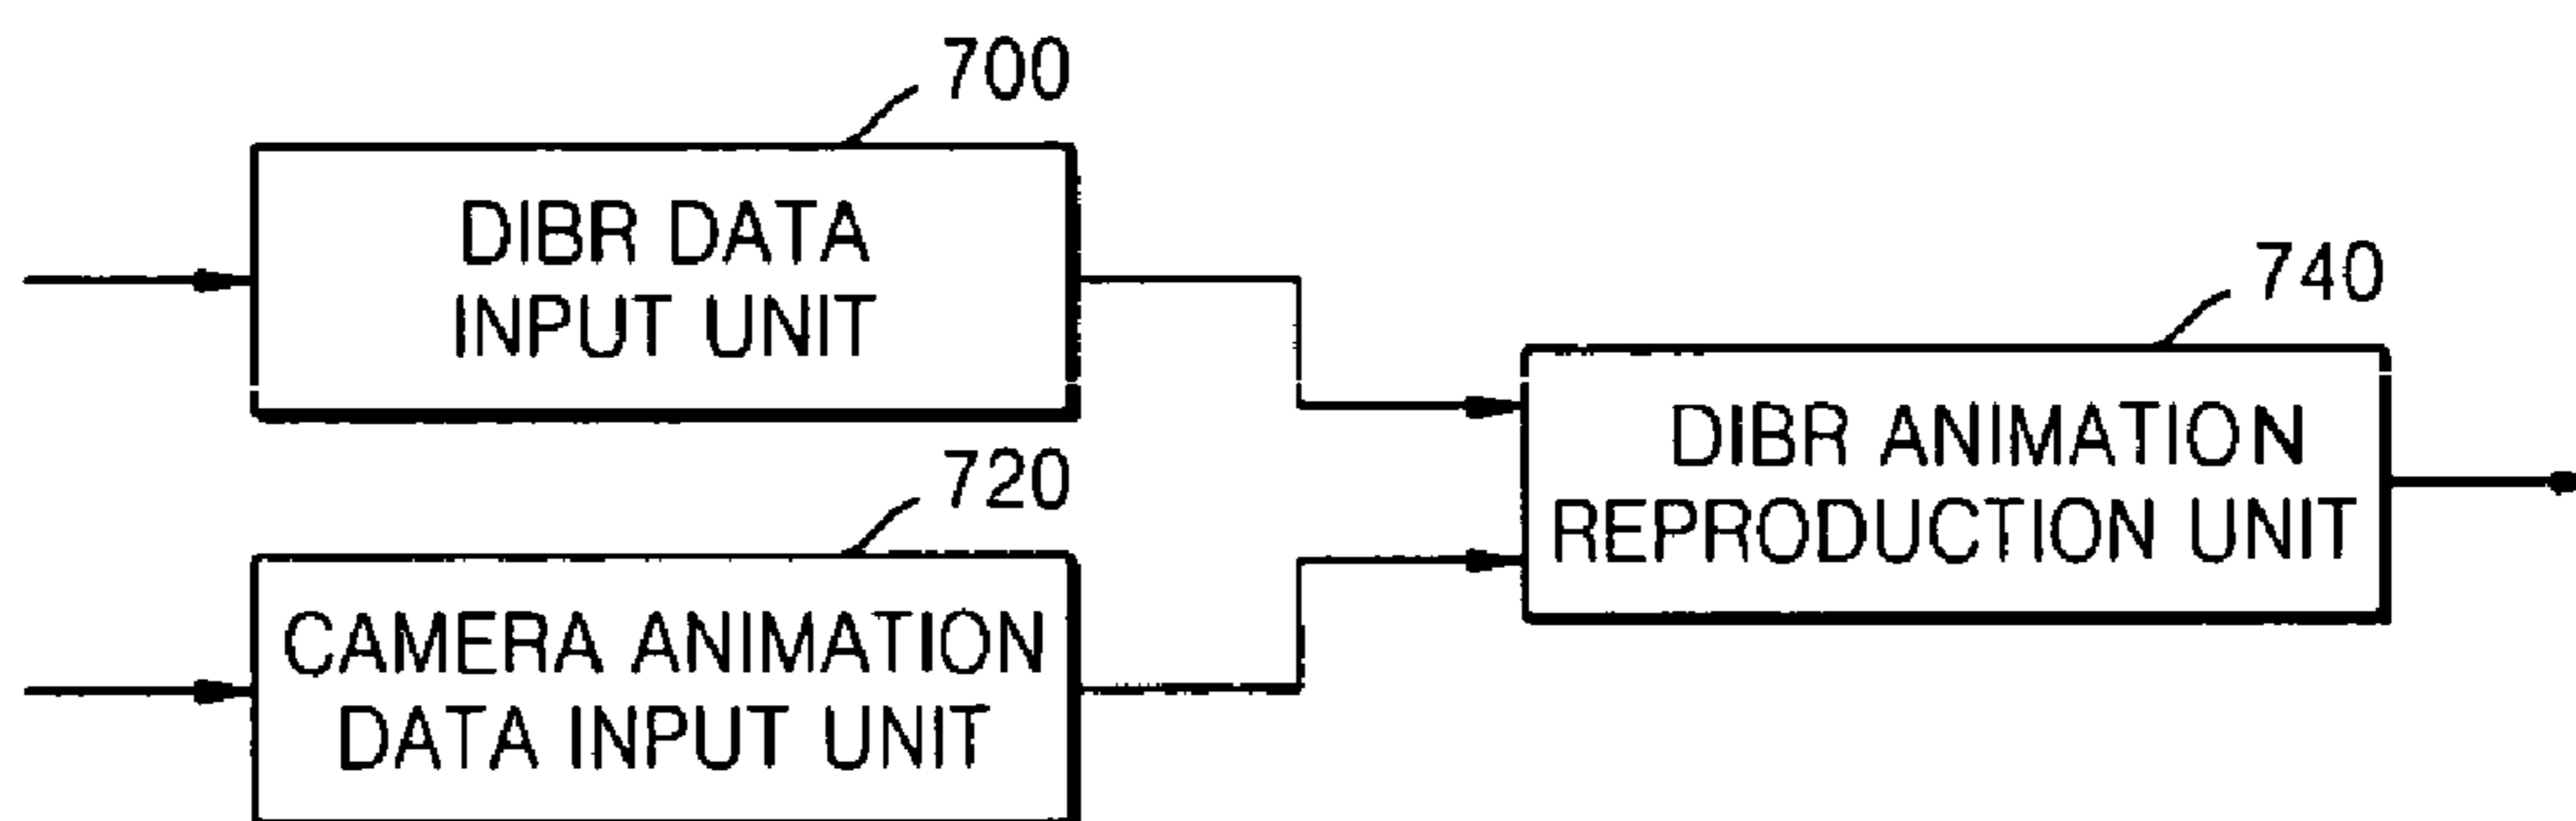 700
DIBR DATA
INPUT UNIT
740
DIBR ANIMATION
REPRODUCTION UNIT
720
CAMERA ANIMATION
DATA INPUT UNIT